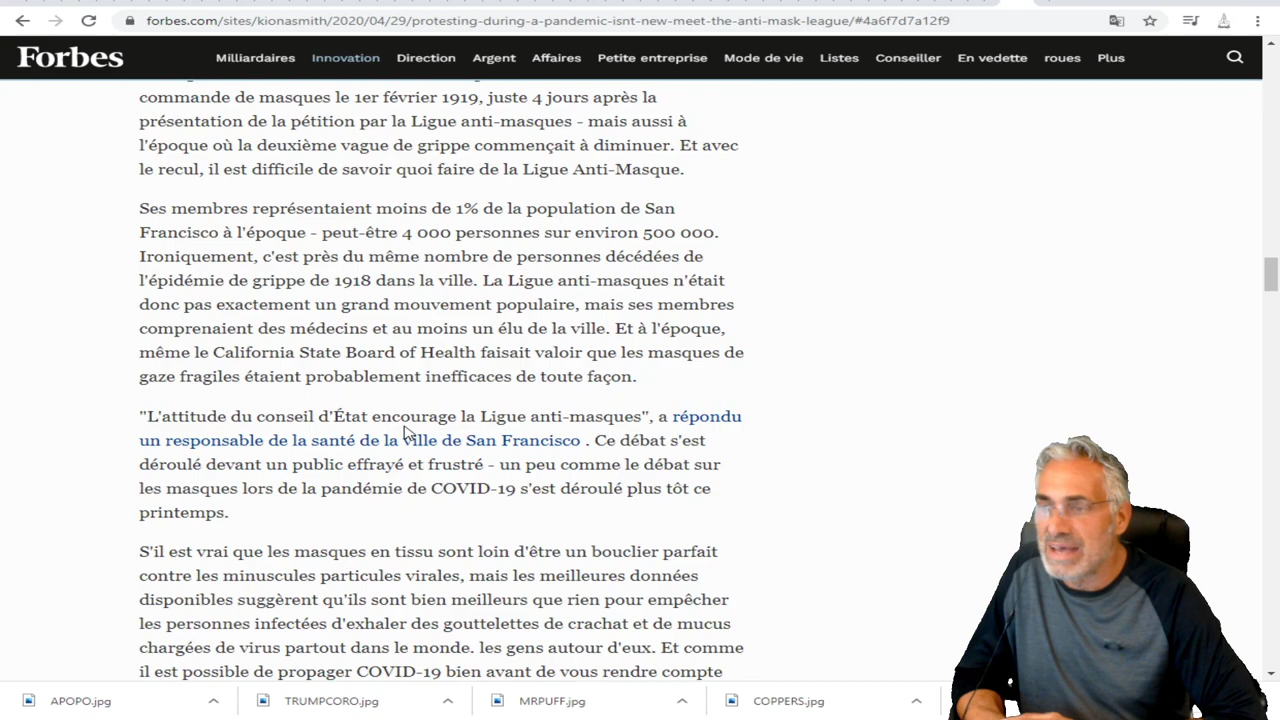 forbes.com/sites/kionasmith/2020/04/29/protesting-during-a-pandemic-isnt-new-meet-the-anti-mask-league/#4a6f7d7a12f9
Forbes
Milliardaires Innovation Direction Argent Affaires Petite entreprise Mode de vie Listes Conseiller En vedette roues Plus
commande de masques le 1er février 1919, juste 4 jours après la
présentation de la pétition par la Ligue anti-masques - mais aussi à
l'époque où la deuxième vague de grippe commençait à diminuer. Et avec
le recul, il est difficile de savoir quoi faire de la Ligue Anti-Masque.
Ses membres représentaient moins de 1% de la population de San
Francisco à l'époque - peut-être 4 000 personnes sur environ 500 000.
Ironiquement, c'est près du même nombre de personnes décédées de
l'épidémie de grippe de 1918 dans la ville. La Ligue anti-masques n'était
donc pas exactement un grand mouvement populaire, mais ses membres
comprenaient des médecins et au moins un élu de la ville. Et à l'époque,
même le California State Board of Health faisait valoir que les masques de
gaze fragiles étaient probablement inefficaces de toute façon.
"L'attitude du conseil d'État encourage la Ligue anti-masques", a répondu
un responsable de la santé de la ville de San Francisco . Ce débat s'est
déroulé devant un public effrayé et frustré - un peu comme le débat sur
les masques lors de la pandémie de COVID-19 s'est déroulé plus tôt ce
printemps.
S'il est vrai que les masques en tissu sont loin d'être un bouclier parfait
contre les minuscules particules virales, mais les meilleures données
disponibles suggèrent qu'ils sont bien meilleurs que rien pour empêcher
les personnes infectées d'exhaler des gouttelettes de crachat et de mucus
chargées de virus partout dans le monde. les gens autour d'eux. Et comme
il est possible de propager COVID-19 bien avant de vous rendre compte
APOPO.jpg TRUMPCORO.jpg MRPUFF.jpg COPPERS.jpg